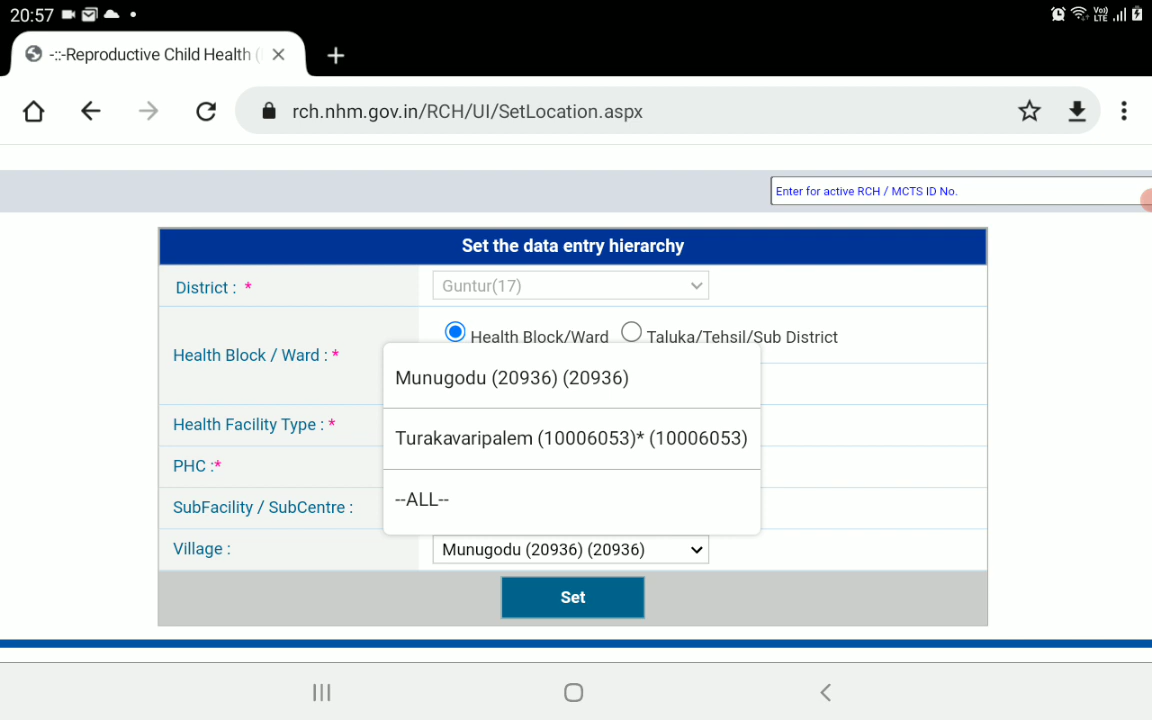 20:57
Vo)) LTE
-::-Reproductive Child Health (
rch.nhm.gov.in/RCH/UI/SetLocation.aspx
Enter for active RCH / MCTS ID No.
Set the data entry hierarchy
District : * Guntur(17)
Health Block/Ward Taluka/Tehsil/Sub District
Health Block / Ward : *
Munugodu (20936) (20936)
Health Facility Type : *
Turakavaripalem (10006053)* (10006053)
PHC :*
SubFacility / SubCentre :
--ALL--
Village : Munugodu (20936) (20936)
Set